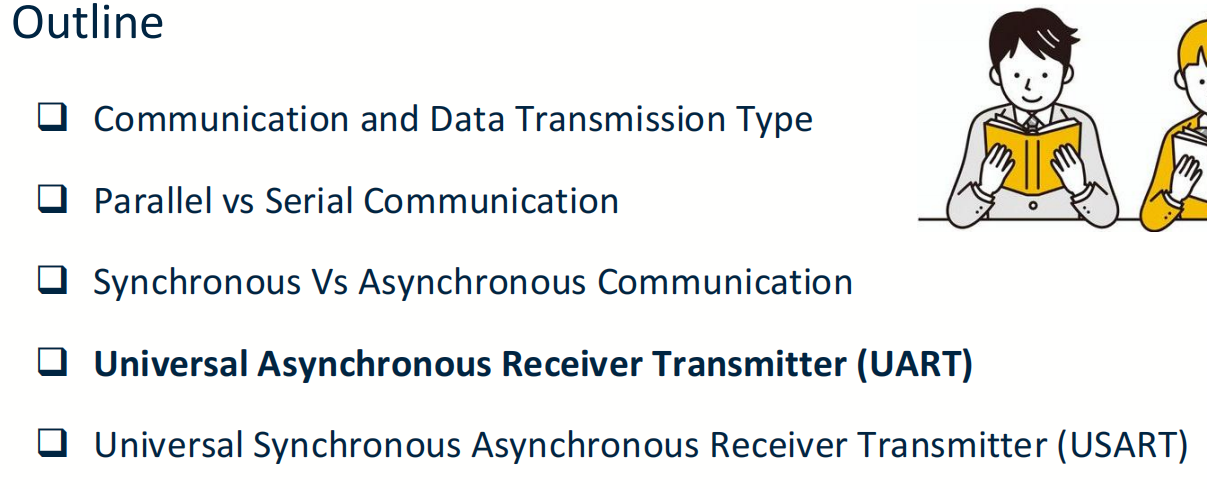 Outline
Communication and Data Transmission Type
Parallel vs Serial Communication
Synchronous Vs Asynchronous Communication
Universal Asynchronous Receiver Transmitter (UART)
Universal Synchronous Asynchronous Receiver Transmitter (USART)